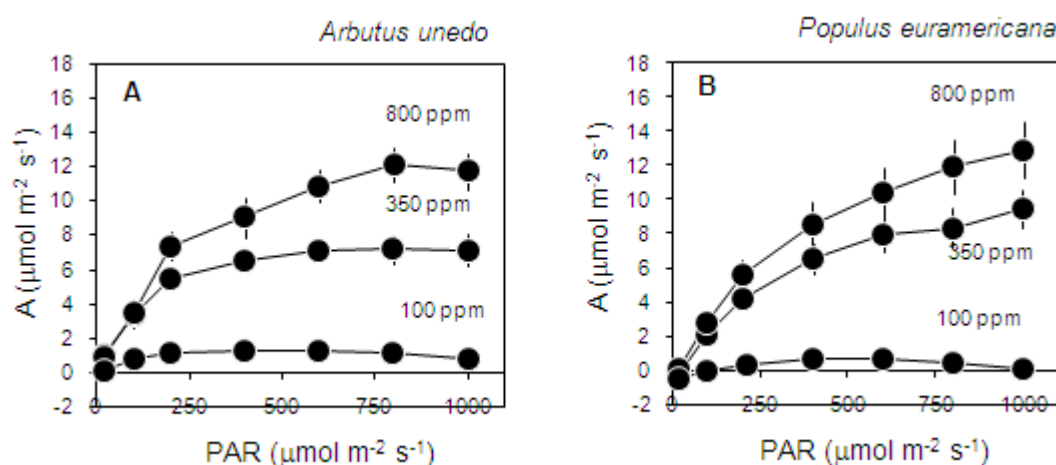 Arbutus unedo
Populus euramericana
A
18
16
14
12
10
8
6
4
2
0
-2
A (μmol m⁻² s⁻¹)
800 ppm
350 ppm
100 ppm
0
250
500
750
1000
PAR (μmol m⁻² s⁻¹)
B
18
16
14
12
10
8
6
4
2
0
-2
A (μmol m⁻² s⁻¹)
800 ppm
350 ppm
100 ppm
0
250
500
750
1000
PAR (μmol m⁻² s⁻¹)